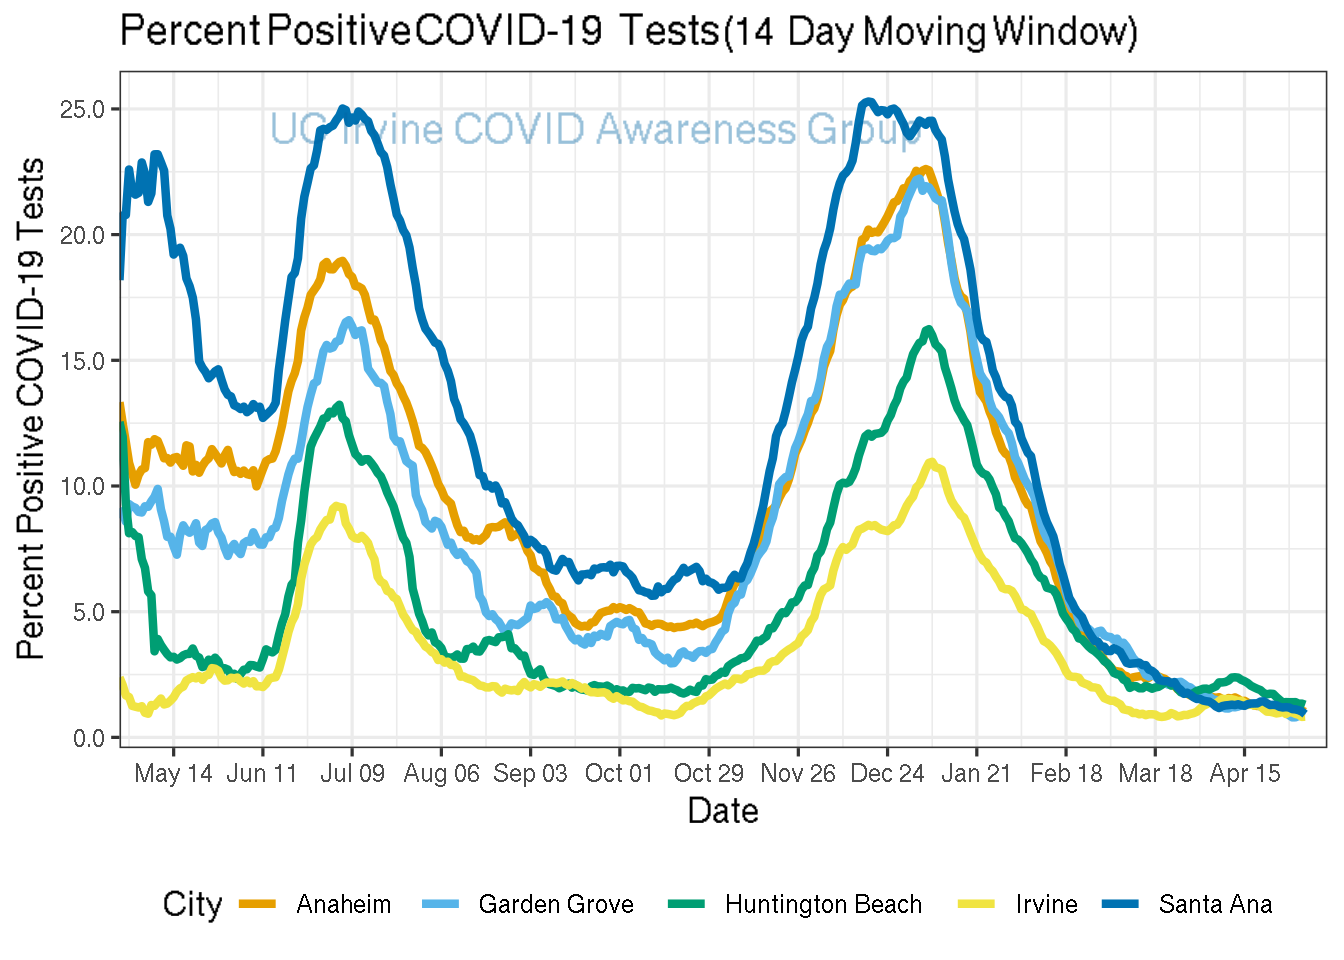 Percent Positive COVID-19 Tests(14 Day Moving Window)
UC Irvine COVID Awareness Group
Percent Positive COVID-19 Tests
25.0
20.0
15.0
10.0
5.0
0.0
May 14 Jun 11 Jul 09 Aug 06 Sep 03 Oct 01 Oct 29 Nov 26 Dec 24 Jan 21 Feb 18 Mar 18 Apr 15
Date
City Anaheim Garden Grove Huntington Beach Irvine Santa Ana